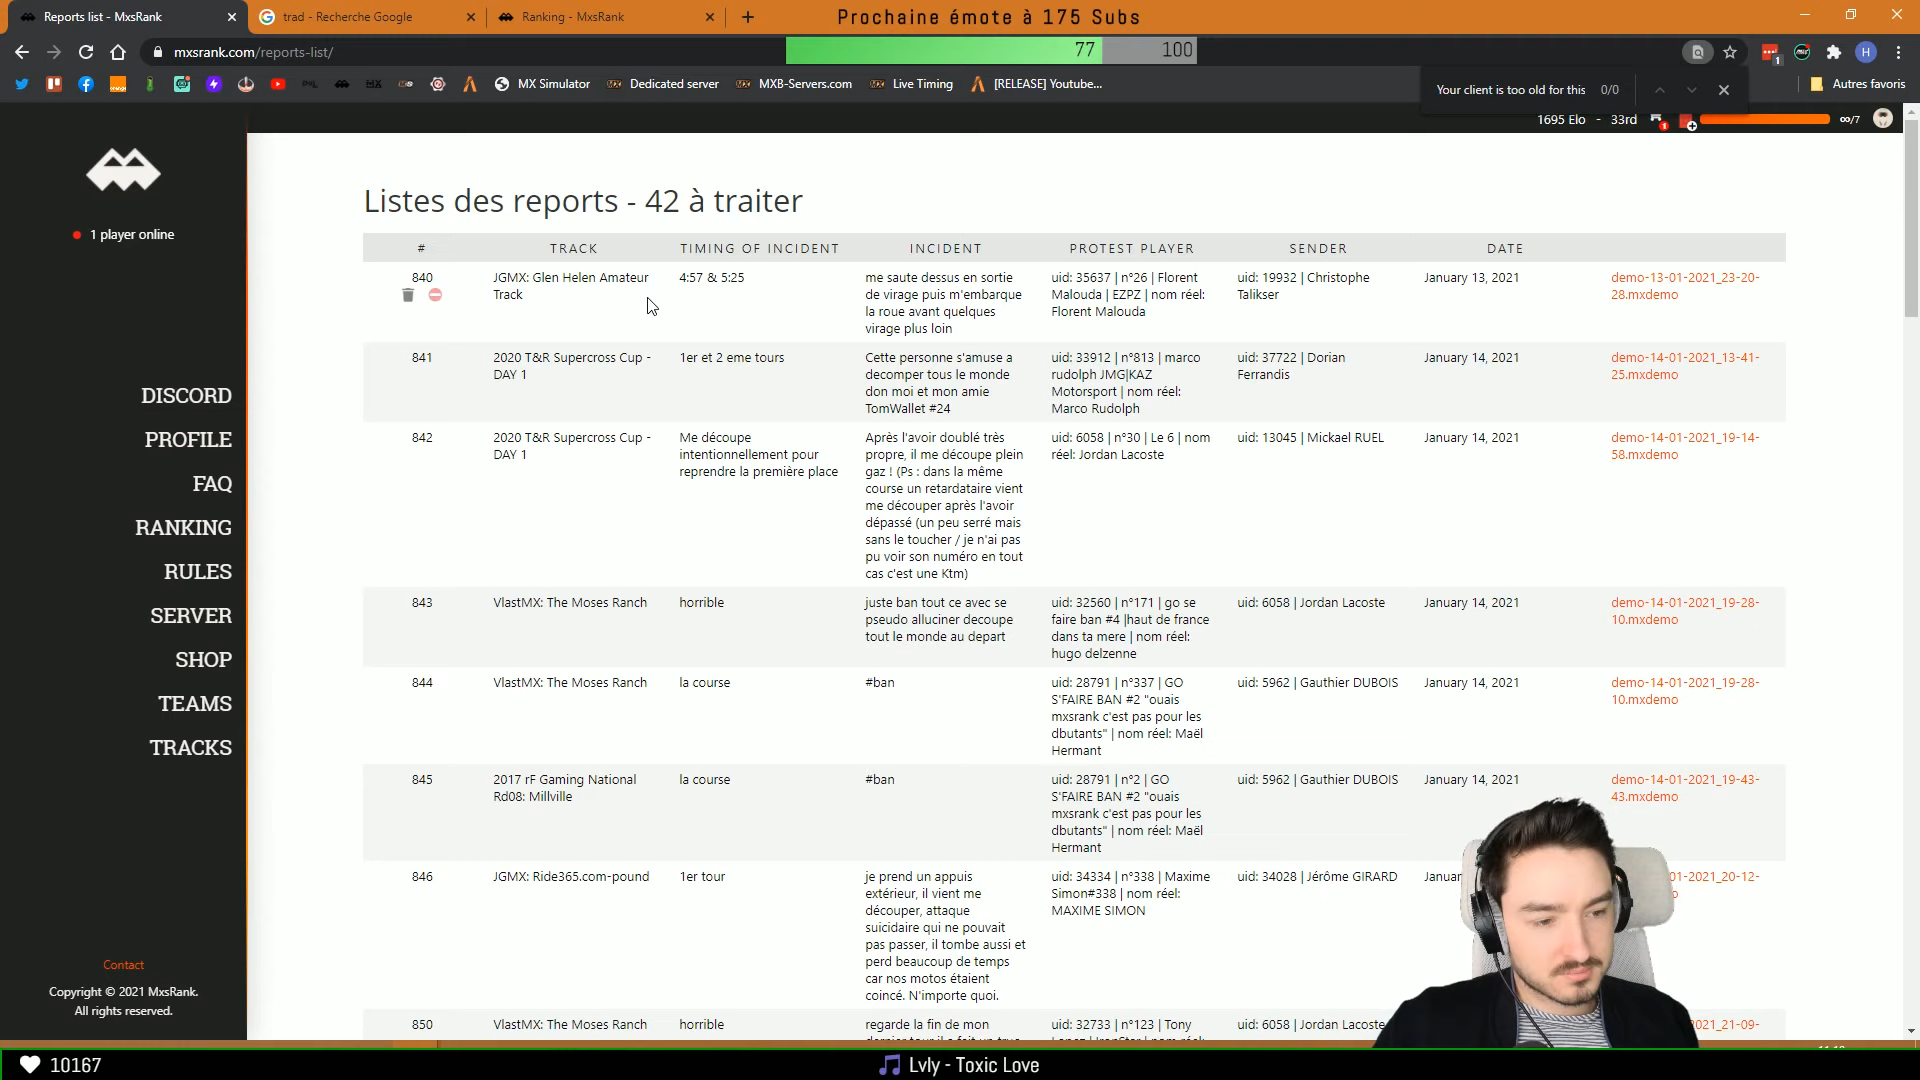 Reports list - MxsRank
trad - Recherche Google
Ranking - MxsRank
Prochaine émote à 175 Subs
mxsrank.com/reports-list/
77
100
H
1
MX Simulator
Dedicated server
MXB-Servers.com
Live Timing
[RELEASE] Youtube...
Your client is too old for this 0/0
Autres favoris
1695 Elo - 33rd
1
∞/7
1 player online
DISCORD
PROFILE
FAQ
RANKING
RULES
SERVER
SHOP
TEAMS
TRACKS
Contact
Copyright © 2021 MxsRank.
All rights reserved.
Listes des reports - 42 à traiter
# TRACK TIMING OF INCIDENT INCIDENT PROTEST PLAYER SENDER DATE
840
JGMX: Glen Helen Amateur
Track
4:57 & 5:25
me saute dessus en sortie
de virage puis m'embarque
la roue avant quelques
virage plus loin
uid: 35637 | n°26 | Florent
Malouda | EZPZ | nom réel:
Florent Malouda
uid: 19932 | Christophe
Talikser
January 13, 2021
demo-13-01-2021_23-20-
28.mxdemo
841
2020 T&R Supercross Cup -
DAY 1
1er et 2 eme tours
Cette personne s'amuse a
decomper tous le monde
don moi et mon amie
TomWallet #24
uid: 33912 | n°813 | marco
rudolph JMG|KAZ
Motorsport | nom réel:
Marco Rudolph
uid: 37722 | Dorian
Ferrandis
January 14, 2021
demo-14-01-2021_13-41-
25.mxdemo
842
2020 T&R Supercross Cup -
DAY 1
Me découpe
intentionnellement pour
reprendre la première place
Après l'avoir doublé très
propre, il me découpe plein
gaz ! (Ps : dans la même
course un retardataire vient
me découper après l'avoir
dépassé (un peu serré mais
sans le toucher / je n'ai pas
pu voir son numéro en tout
cas c'est une Ktm)
uid: 6058 | n°30 | Le 6 | nom
réel: Jordan Lacoste
uid: 13045 | Mickael RUEL
January 14, 2021
demo-14-01-2021_19-14-
58.mxdemo
843
VlastMX: The Moses Ranch
horrible
juste ban tout ce avec se
pseudo alluciner decoupe
tout le monde au depart
uid: 32560 | n°171 | go se
faire ban #4 |haut de france
dans ta mere | nom réel:
hugo delzenne
uid: 6058 | Jordan Lacoste
January 14, 2021
demo-14-01-2021_19-28-
10.mxdemo
844
VlastMX: The Moses Ranch
la course
#ban
uid: 28791 | n°337 | GO
S'FAIRE BAN #2 "ouais
mxsrank c'est pas pour les
dbutants" | nom réel: Maël
Hermant
uid: 5962 | Gauthier DUBOIS
January 14, 2021
demo-14-01-2021_19-28-
10.mxdemo
845
2017 rF Gaming National
Rd08: Millville
la course
#ban
uid: 28791 | n°2 | GO
S'FAIRE BAN #2 "ouais
mxsrank c'est pas pour les
dbutants" | nom réel: Maël
Hermant
uid: 5962 | Gauthier DUBOIS
January 14, 2021
demo-14-01-2021_19-43-
43.mxdemo
846
JGMX: Ride365.com-pound
1er tour
je prend un appuis
extérieur, il vient me
découper, attaque
suicidaire qui ne pouvait
pas passer, il tombe aussi et
perd beaucoup de temps
car nos motos étaient
coincé. N'importe quoi.
uid: 34334 | n°338 | Maxime
Simon#338 | nom réel:
MAXIME SIMON
uid: 34028 | Jérôme GIRARD
Januar
01-2021_20-12-
850
VlastMX: The Moses Ranch
horrible
regarde la fin de mon
uid: 32733 | n°123 | Tony
uid: 6058 | Jordan Lacoste
01-2021_21-09-
10167
Lvly - Toxic Love